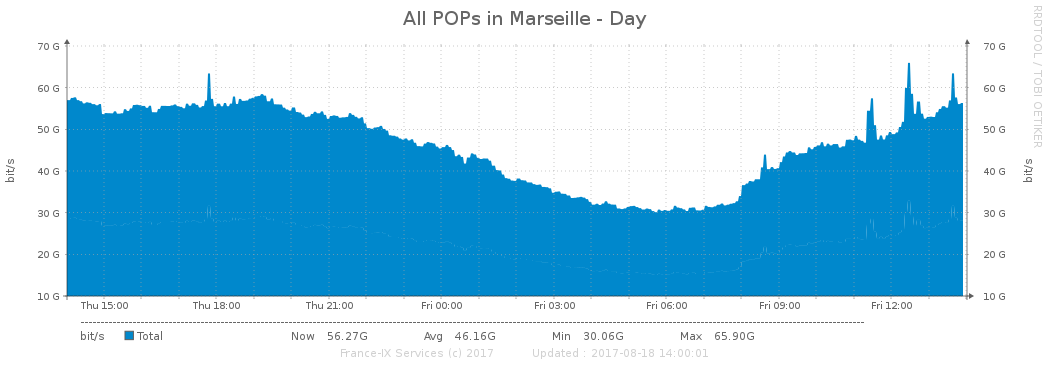 All POPs in Marseille - Day
RRDTOOL / TOBI OETIKER
70 G 70 G
60 G 60 G
50 G 50 G
40 G 40 G
30 G 30 G
20 G 20 G
10 G 10 G
bit/s bit/s
Thu 15:00 Thu 18:00 Thu 21:00 Fri 00:00 Fri 03:00 Fri 06:00 Fri 09:00 Fri 12:00
bit/s Total Now 56.27G Avg 46.16G Min 30.06G Max 65.90G
France-IX Services (c) 2017 Updated : 2017-08-18 14:00:01